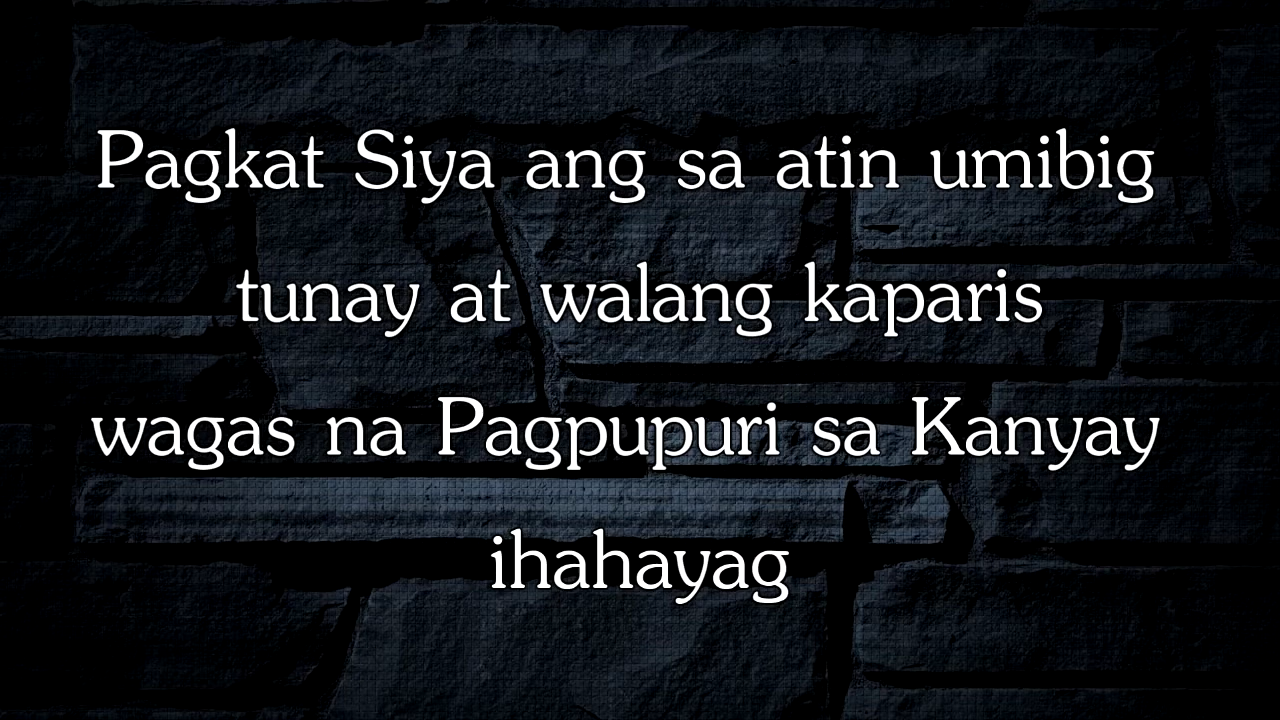 Pagkat Siya ang sa atin umibig
tunay at walang kaparis
wagas na Pagpupuri sa Kanyay
ihahayag